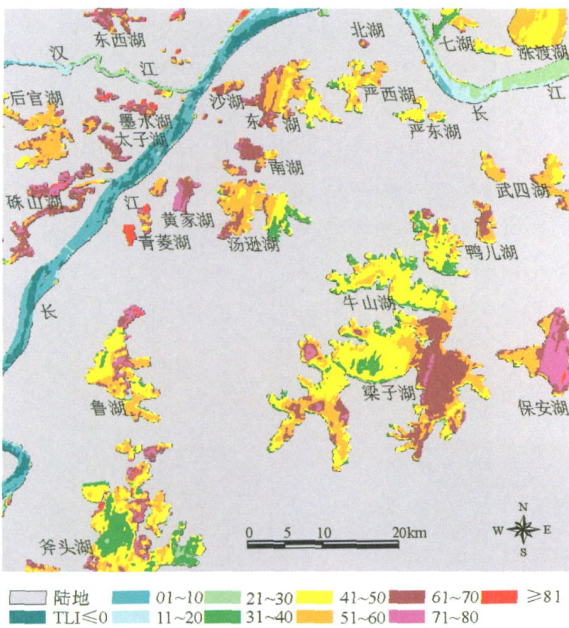 北湖
东西湖
七湖
涨渡湖
汉
江
后官湖
沙湖
严西湖
长
江
墨水湖
东湖
严东湖
太子湖
南湖
武四湖
硃山湖
江
黄家湖
青菱湖
汤逊湖
鸭儿湖
长
牛山湖
鲁湖
梁子湖
保安湖
斧头湖
0 5 10 20km
N
W E
S
陆地 01~10 21~30 41~50 61~70 ≥81
TLI≤0 11~20 31~40 51~60 71~80